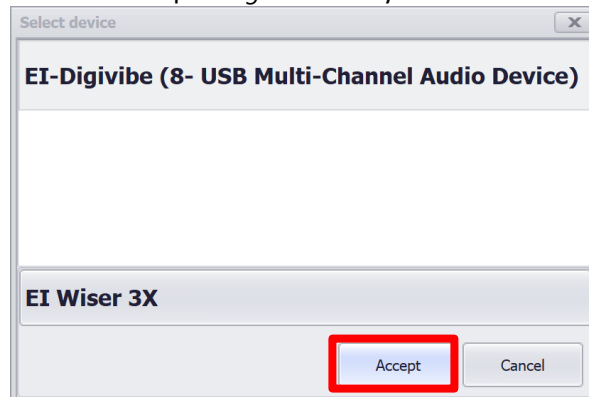 Select device
x
EI-Digivibe (8- USB Multi-Channel Audio Device)
EI Wiser 3X
Accept Cancel